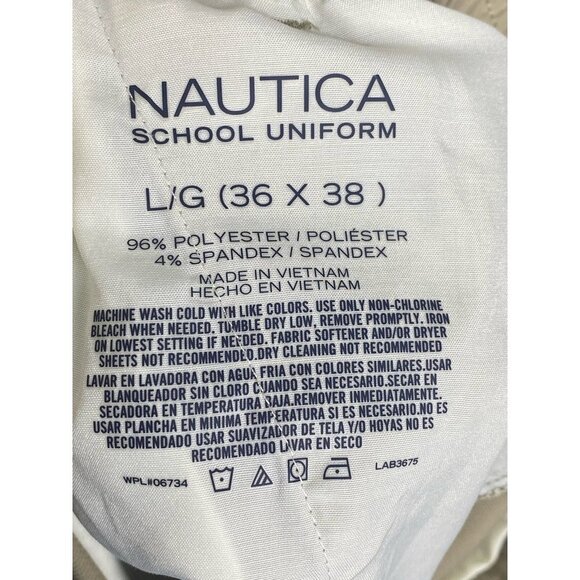 NAUTICA
SCHOOL UNIFORM
L/G (36 X 38 )
96% POLYESTER / POLIÉSTER
4% SPANDEX / SPANDEX
MADE IN VIETNAM
HECHO EN VIETNAM
MACHINE WASH COLD WITH LIKE COLORS. USE ONLY NON-CHLORINE
BLEACH WHEN NEEDED. TUMBLE DRY LOW, REMOVE PROMPTLY. IRON
ON LOWEST SETTING IF NEEDED. FABRIC SOFTENER AND/OR DRYER
SHEETS NOT RECOMMENDED.DRY CLEANING NOT RECOMMENDED
LAVAR EN LAVADORA CON AGUA FRIA CON COLORES SIMILARES.USAR
BLANQUEADOR SIN CLORO CUANDO SEA NECESARIO.SECAR EN
SECADORA EN TEMPERATURA BAJA.REMOVER INMEDIATAMENTE.
USAR PLANCHA EN MINIMA TEMPERATURA SI ES NECESARIO.NO
RECOMENDADO USAR SUAVIZADOR DE TELA Y/O HOYAS NO ES
RECOMENDADO LAVAR EN SECO
WPL#06734
LAB3675